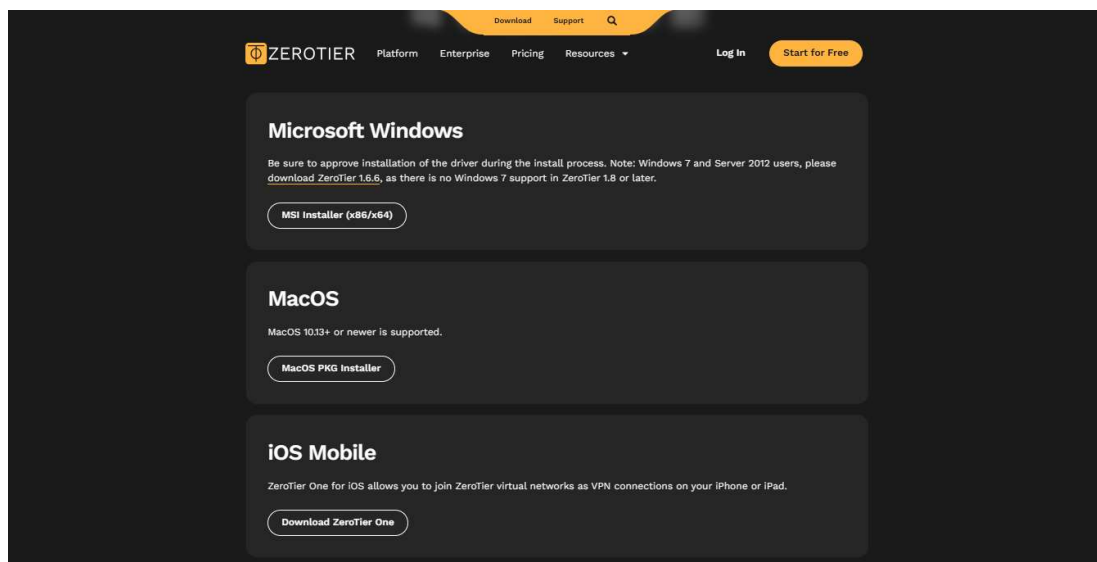 Download Support
ZEROTIER Platform Enterprise Pricing Resources Log In Start for Free
Microsoft Windows
Be sure to approve installation of the driver during the install process. Note: Windows 7 and Server 2012 users, please
download ZeroTier 1.6.6, as there is no Windows 7 support in ZeroTier 1.8 or later.
MSI Installer (x86/x64)
MacOS
MacOS 10.13+ or newer is supported.
MacOS PKG Installer
iOS Mobile
ZeroTier One for iOS allows you to join ZeroTier virtual networks as VPN connections on your iPhone or iPad.
Download ZeroTier One